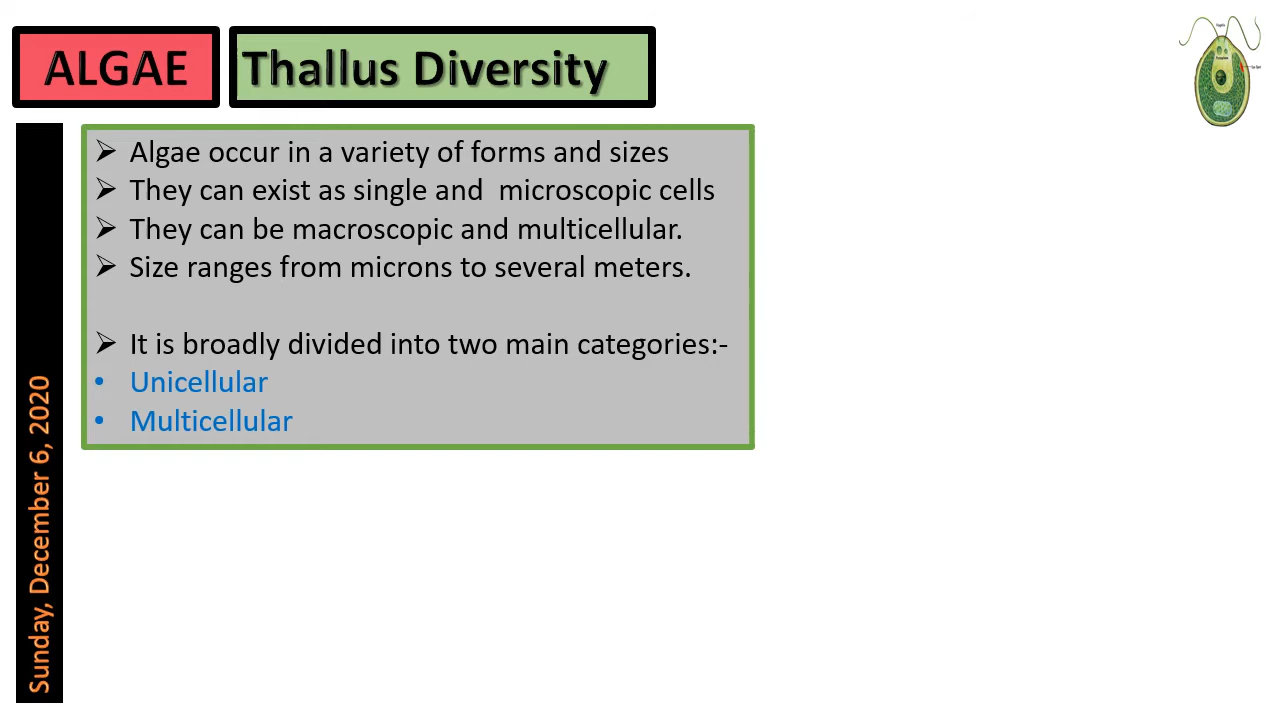 ALGAE
Thallus Diversity
➢ Algae occur in a variety of forms and sizes
➢ They can exist as single and  microscopic cells
➢ They can be macroscopic and multicellular.
➢ Size ranges from microns to several meters.
➢ It is broadly divided into two main categories:-
• Unicellular
• Multicellular
Sunday, December 6, 2020